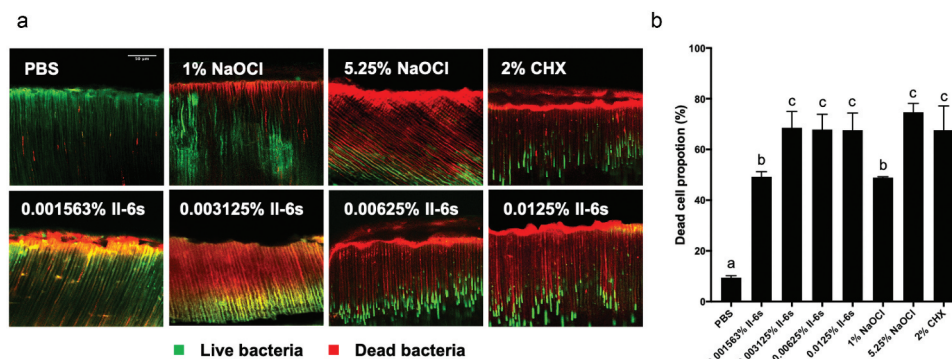 a
b
PBS
1% NaOCl
5.25% NaOCl
2% CHX
50 μm
0.001563% II-6s
0.003125% II-6s
0.00625% II-6s
0.0125% II-6s
Live bacteria
Dead bacteria
Dead cell propotion (%)
100
80
60
40
20
0
a
b
c
c
c
b
c
c
PBS
0.001563% II-6s
0.003125% II-6s
0.00625% II-6s
0.0125% II-6s
1% NaOCl
5.25% NaOCl
2% CHX